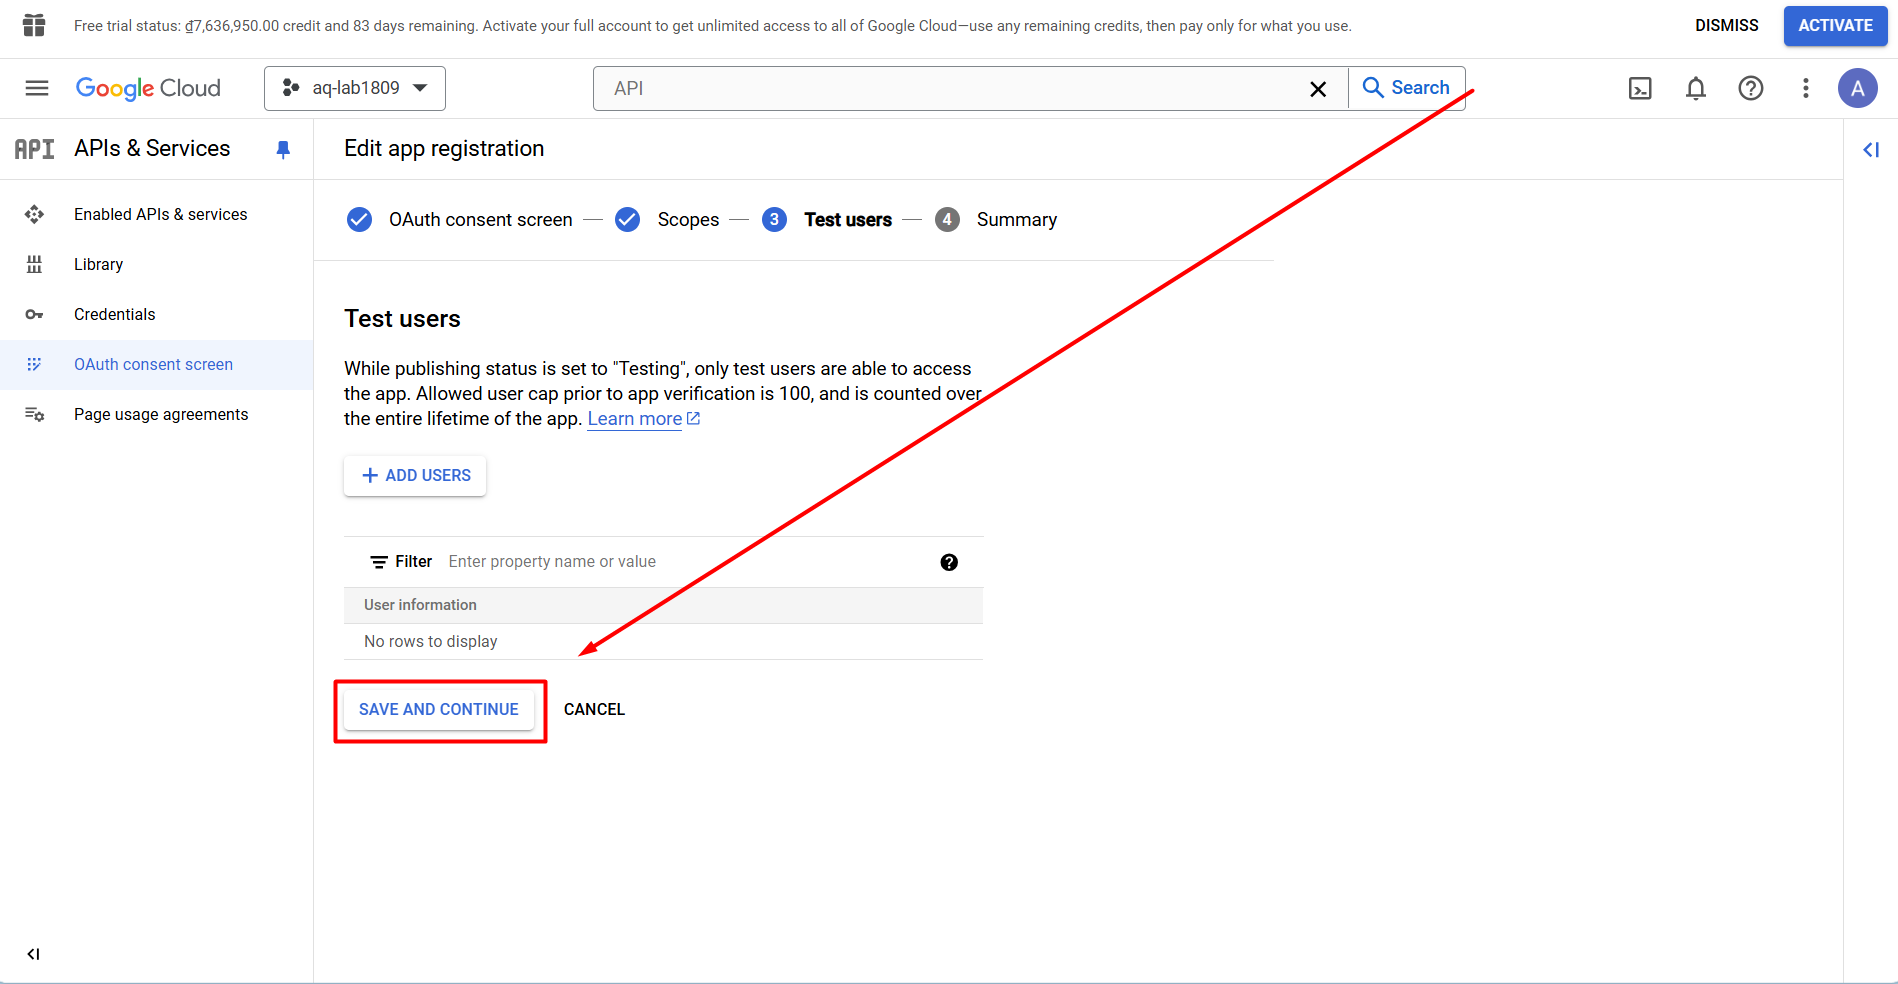 Free trial status: ₫7,636,950.00 credit and 83 days remaining. Activate your full account to get unlimited access to all of Google Cloud—use any remaining credits, then pay only for what you use.
DISMISS
ACTIVATE
Google Cloud
aq-lab1809
API
Search
A
API
APIs & Services
Edit app registration
Enabled APIs & services
Library
Credentials
OAuth consent screen
Page usage agreements
OAuth consent screen
Scopes
3
Test users
4
Summary
Test users
While publishing status is set to "Testing", only test users are able to access
the app. Allowed user cap prior to app verification is 100, and is counted over
the entire lifetime of the app. Learn more
ADD USERS
Filter
Enter property name or value
User information
No rows to display
SAVE AND CONTINUE
CANCEL